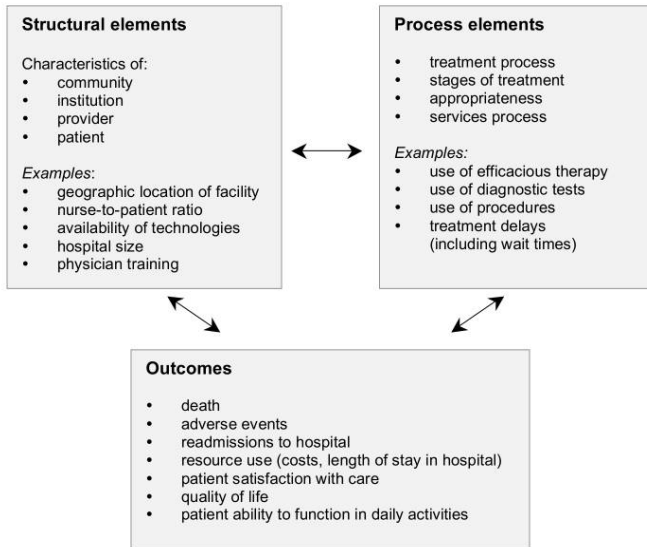 Structural elements
Characteristics of:
• community
• institution
• provider
• patient
Examples:
• geographic location of facility
• nurse-to-patient ratio
• availability of technologies
• hospital size
• physician training
Process elements
• treatment process
• stages of treatment
• appropriateness
• services process
Examples:
• use of efficacious therapy
• use of diagnostic tests
• use of procedures
• treatment delays
(including wait times)
Outcomes
• death
• adverse events
• readmissions to hospital
• resource use (costs, length of stay in hospital)
• patient satisfaction with care
• quality of life
• patient ability to function in daily activities